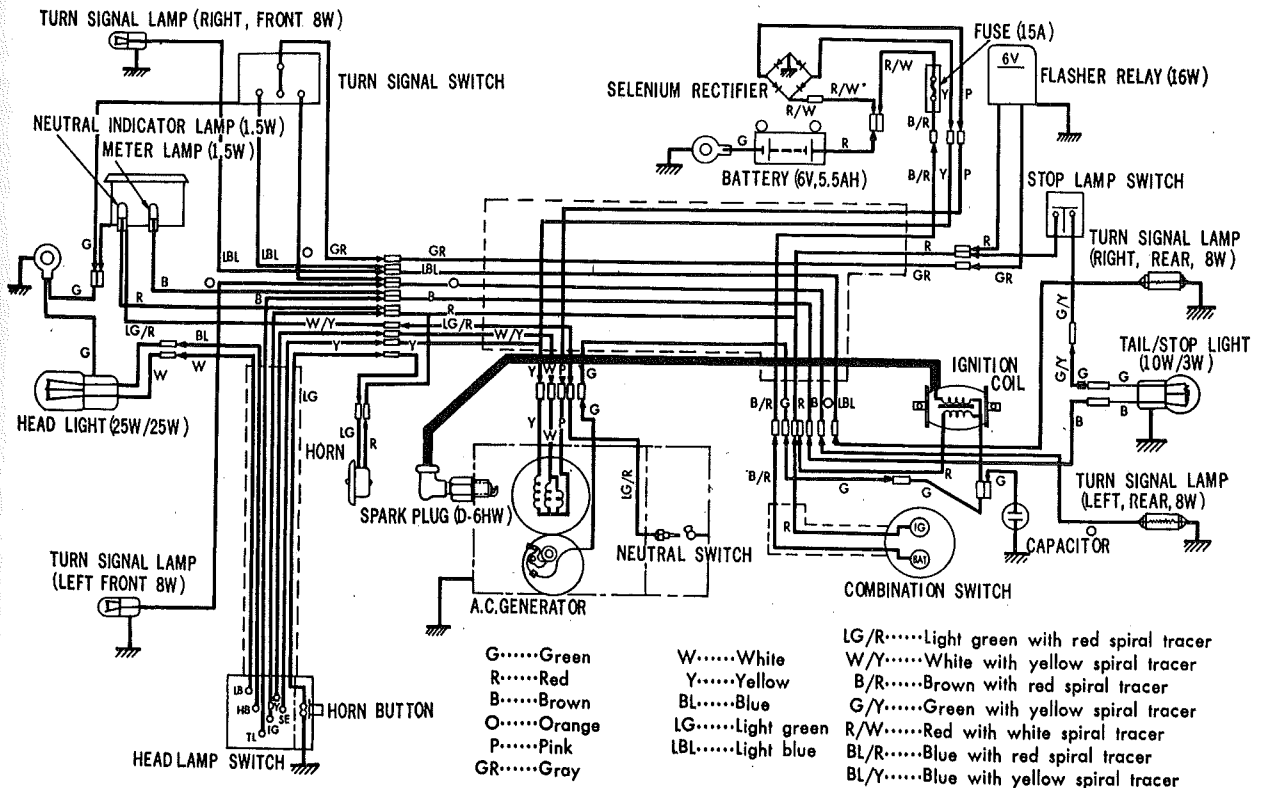 TURN SIGNAL LAMP (RIGHT, FRONT 8W)
TURN SIGNAL SWITCH
NEUTRAL INDICATOR LAMP (1.5W)
METER LAMP (1,5W)
SELENIUM RECTIFIER
R/W
R/W
R/W
FUSE (15A)
6V
FLASHER RELAY (16W)
Y
P
B/R
G
R
BATTERY (6V,5.5AH)
B/R
Y
P
STOP LAMP SWITCH
TURN SIGNAL LAMP
(RIGHT, REAR, 8W)
G
LBL
LBL
O
GR
GR
R
R
GR
GR
LBL
G
B
O
O
R
B
B
R
LG/R
W/Y
LG/R
W/Y
Y
Y
BL
W
BL
W
G
G/Y
G/Y
TAIL/STOP LIGHT
(10W/3W)
G
G
B
B
IGNITION
COIL
HEAD LIGHT (25W/25W)
LG
LG
R
HORN
Y
W
P
G
Y
W
P
G
B/R
G
R
B
O
LBL
B/R
R
G
G
R
G
SPARK PLUG (D-6HW)
LG/R
NEUTRAL SWITCH
TURN SIGNAL LAMP
(LEFT, REAR, 8W)
O
CAPACITOR
IG
BAT
COMBINATION SWITCH
TURN SIGNAL LAMP
(LEFT FRONT 8W)
A.C.GENERATOR
LB
HB
TL
IG
SE
HORN BUTTON
HEAD LAMP SWITCH
G······Green
R······Red
B······Brown
O······Orange
P······Pink
GR······Gray
W······White
Y······Yellow
BL······Blue
LG······Light green
LBL······Light blue
LG/R······Light green with red spiral tracer
W/Y······White with yellow spiral tracer
B/R······Brown with red spiral tracer
G/Y······Green with yellow spiral tracer
R/W······Red with white spiral tracer
BL/R······Blue with red spiral tracer
BL/Y······Blue with yellow spiral tracer